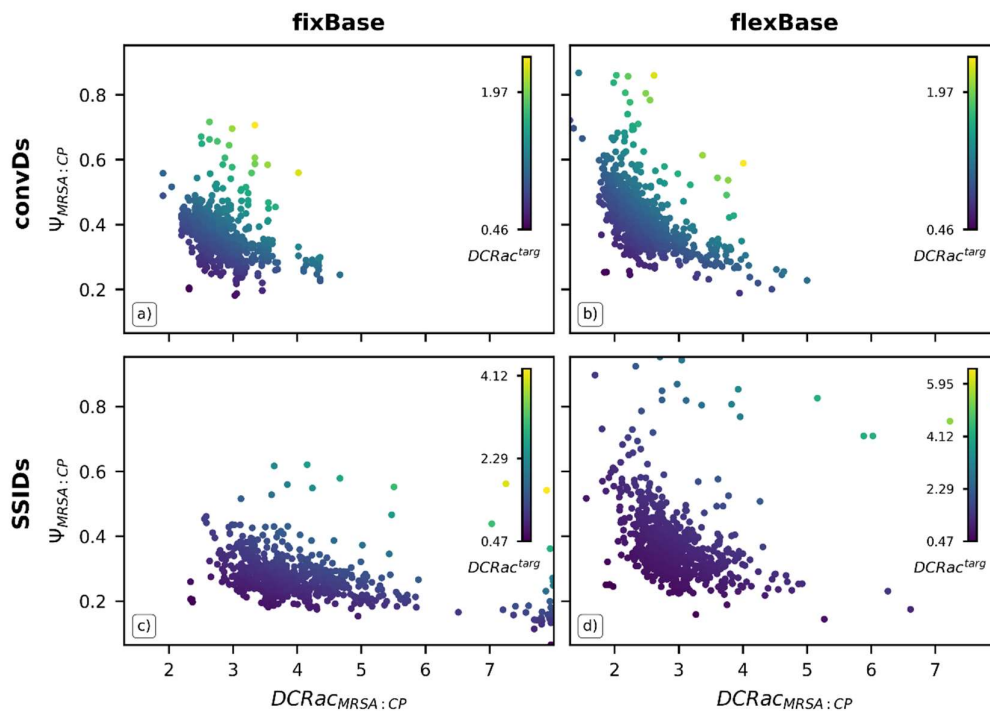 fixBase
flexBase
convDs
Ψ_MRSA:CP
0.8
0.6
0.4
0.2
1.97
0.46
DCRac^targ
a)
1.97
0.46
DCRac^targ
b)
SSIDs
Ψ_MRSA:CP
0.8
0.6
0.4
0.2
4.12
2.29
0.47
DCRac^targ
c)
5.95
4.12
2.29
0.47
DCRac^targ
d)
2 3 4 5 6 7
2 3 4 5 6 7
DCRac_MRSA:CP
DCRac_MRSA:CP